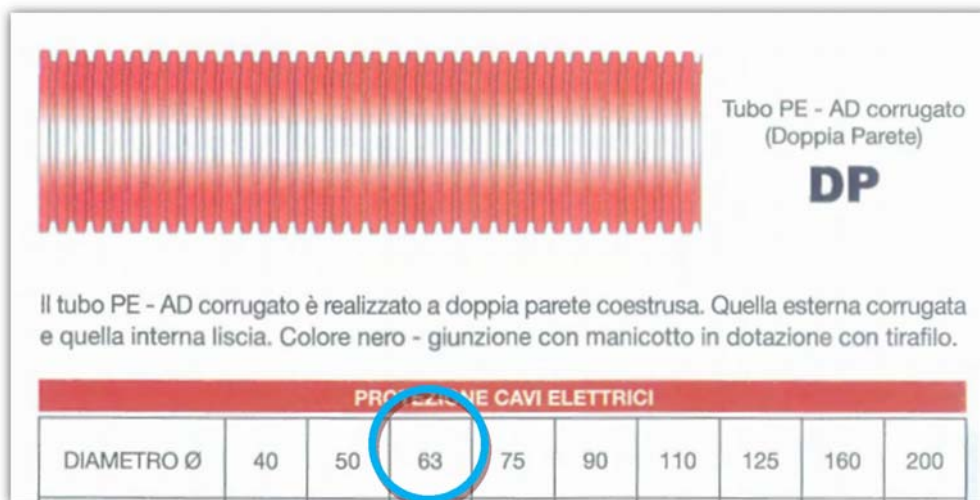 Tubo PE - AD corrugato
(Doppia Parete)
DP
Il tubo PE - AD corrugato è realizzato a doppia parete coestrusa. Quella esterna corrugata
e quella interna liscia. Colore nero - giunzione con manicotto in dotazione con tirafilo.
PROTEZIONE CAVI ELETTRICI
DIAMETRO Ø 40 50 63 75 90 110 125 160 200